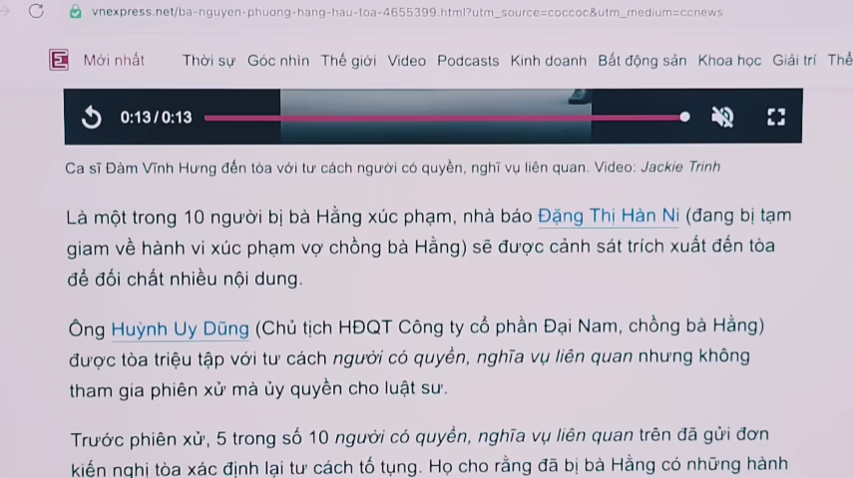 vnexpress.net/ba-nguyen-phuong-hang-hau-toa-4655399.html?utm_source=coccoc&utm_medium=ccnews
Mới nhất Thời sự Góc nhìn Thế giới Video Podcasts Kinh doanh Bất động sản Khoa học Giải trí Thể
0:13 / 0:13
Ca sĩ Đàm Vĩnh Hưng đến tòa với tư cách người có quyền, nghĩ vụ liên quan. Video: Jackie Trinh
Là một trong 10 người bị bà Hằng xúc phạm, nhà báo Đặng Thị Hàn Ni (đang bị tạm
giam về hành vi xúc phạm vợ chồng bà Hằng) sẽ được cảnh sát trích xuất đến tòa
để đối chất nhiều nội dung.
Ông Huỳnh Uy Dũng (Chủ tịch HĐQT Công ty cổ phần Đại Nam, chồng bà Hằng)
được tòa triệu tập với tư cách người có quyền, nghĩa vụ liên quan nhưng không
tham gia phiên xử mà ủy quyền cho luật sư.
Trước phiên xử, 5 trong số 10 người có quyền, nghĩa vụ liên quan trên đã gửi đơn
kiến nghị tòa xác định lại tư cách tố tụng. Họ cho rằng đã bị bà Hằng có những hành